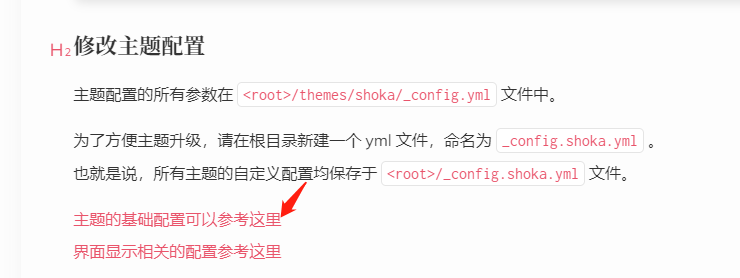 H2修改主题配置
主题配置的所有参数在 <root>/themes/shoka/_config.yml 文件中。
为了方便主题升级，请在根目录新建一个 yml 文件，命名为 _config.shoka.yml 。
也就是说，所有主题的自定义配置均保存于 <root>/_config.shoka.yml 文件。
主题的基础配置可以参考这里
界面显示相关的配置参考这里